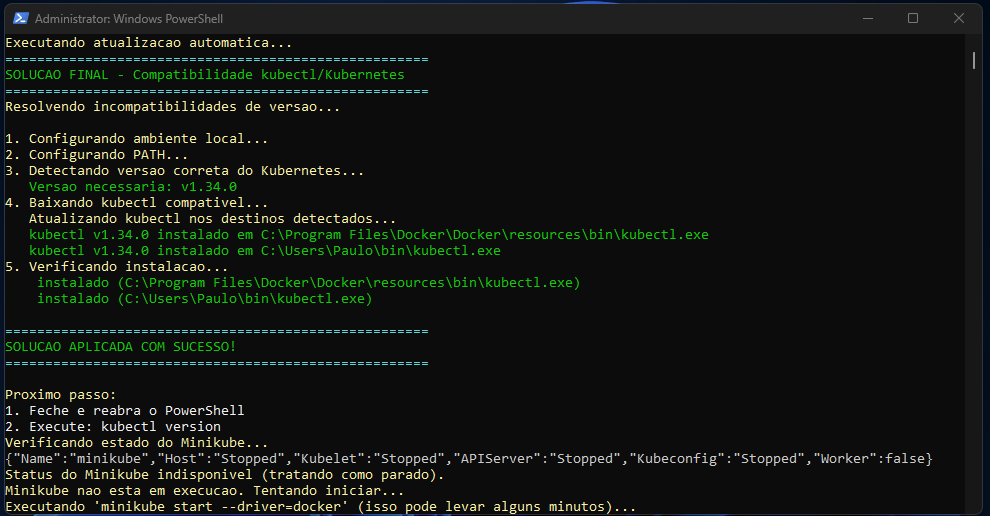 Administrator: Windows PowerShell
Executando atualizacao automatica...
=====================================================
SOLUCAO FINAL - Compatibilidade kubectl/Kubernetes
=====================================================
Resolvendo incompatibilidades de versao...
1. Configurando ambiente local...
2. Configurando PATH...
3. Detectando versao correta do Kubernetes...
Versao necessaria: v1.34.0
4. Baixando kubectl compativel...
Atualizando kubectl nos destinos detectados...
kubectl v1.34.0 instalado em C:\Program Files\Docker\Docker\resources\bin\kubectl.exe
kubectl v1.34.0 instalado em C:\Users\Paulo\bin\kubectl.exe
5. Verificando instalacao...
instalado (C:\Program Files\Docker\Docker\resources\bin\kubectl.exe)
instalado (C:\Users\Paulo\bin\kubectl.exe)
=====================================================
SOLUCAO APLICADA COM SUCESSO!
=====================================================
Proximo passo:
1. Feche e reabra o PowerShell
2. Execute: kubectl version
Verificando estado do Minikube...
{"Name":"minikube","Host":"Stopped","Kubelet":"Stopped","APIServer":"Stopped","Kubeconfig":"Stopped","Worker":false}
Status do Minikube indisponivel (tratando como parado).
Minikube nao esta em execucao. Tentando iniciar...
Executando 'minikube start --driver=docker' (isso pode levar alguns minutos)...